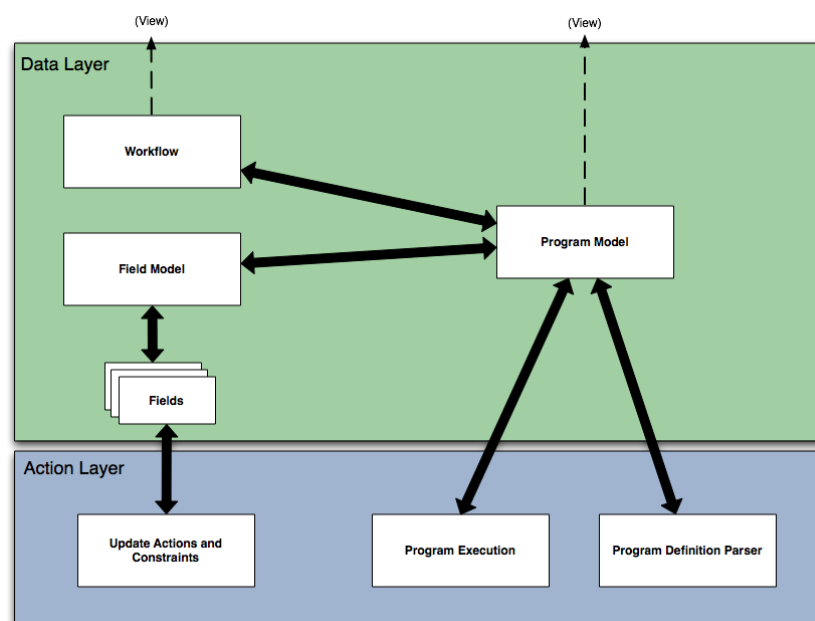 (View)
(View)
Data Layer
Workflow
Program Model
Field Model
Fields
Action Layer
Update Actions and
Constraints
Program Execution
Program Definition Parser